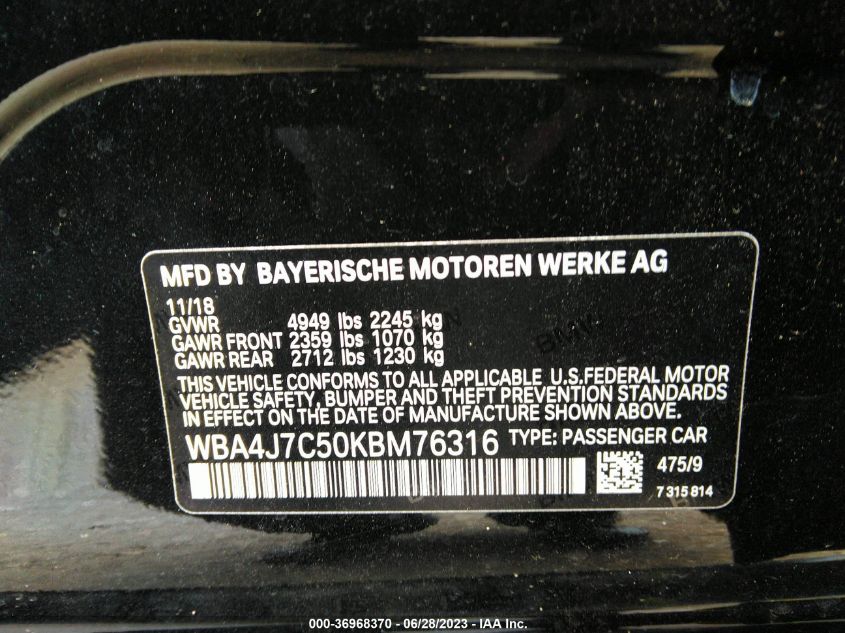 MFD BY BAYERISCHE MOTOREN WERKE AG
11/18
GVWR 4949 lbs 2245 kg
GAWR FRONT 2359 lbs 1070 kg
GAWR REAR 2712 lbs 1230 kg
THIS VEHICLE CONFORMS TO ALL APPLICABLE U.S.FEDERAL MOTOR
VEHICLE SAFETY, BUMPER AND THEFT PREVENTION STANDARDS
IN EFFECT ON THE DATE OF MANUFACTURE SHOWN ABOVE.
WBA4J7C50KBM76316 TYPE: PASSENGER CAR
475/9
7 315 814
000-36968370 - 06/28/2023 - IAA Inc.